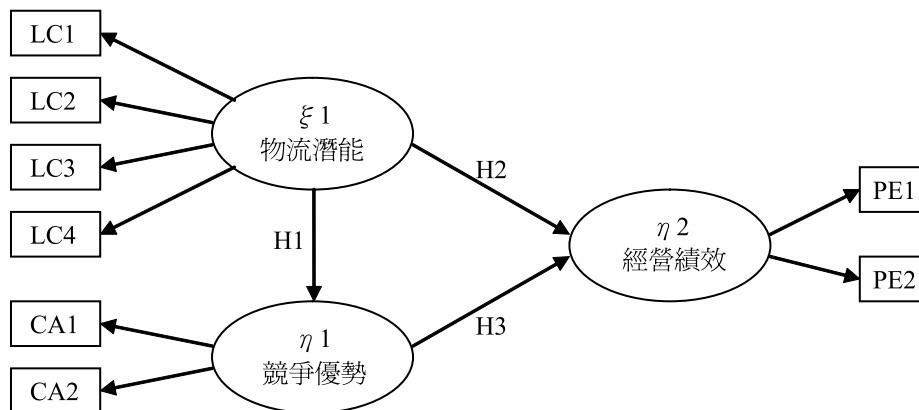 LC1
LC2
LC3
LC4
ξ1
物流潛能
H2
H1
PE1
η2
經營績效
PE2
H3
CA1
CA2
η1
競爭優勢